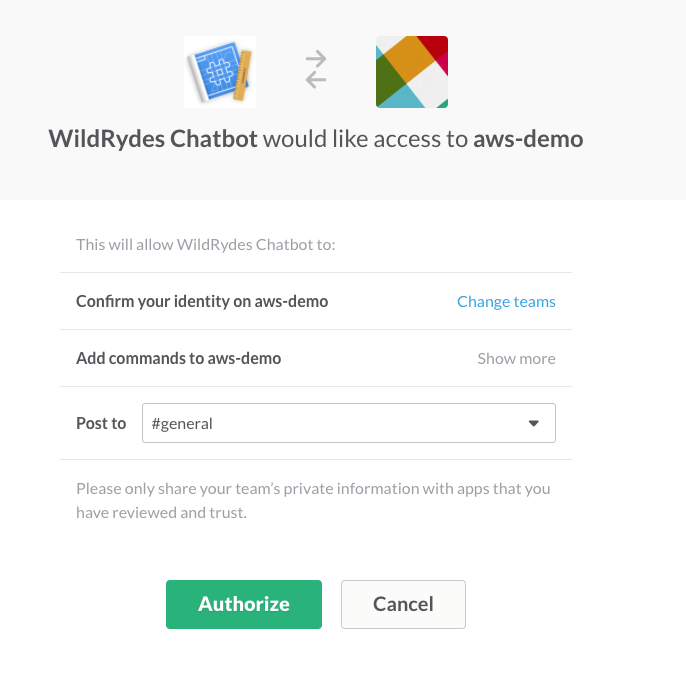 WildRydes Chatbot would like access to aws-demo
This will allow WildRydes Chatbot to:
Confirm your identity on aws-demo Change teams
Add commands to aws-demo Show more
Post to #general
Please only share your team’s private information with apps that you
have reviewed and trust.
Authorize Cancel